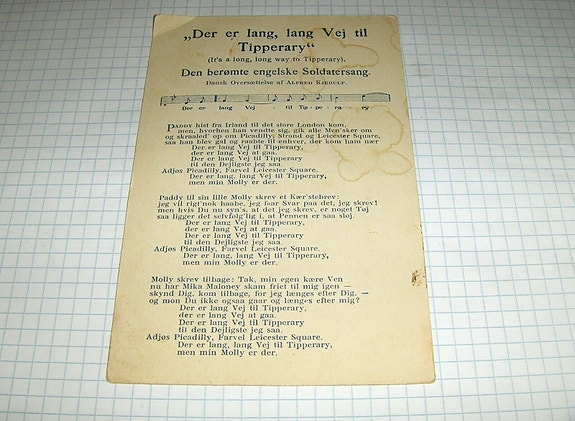 „Der er lang, lang Vej til
Tipperary“
(It's a long, long way to Tipperary).
Den berømte engelske Soldatersang.
Dansk Oversættelse af Alfred Kjerulf.
Der er lang Vej - til Tip-pe-ra-py
Paddy hist fra Irland til det store London kom,
men, hvorhen han vendte sig, gik alle Men'sker om
og skraaled' op om Picadilly, Strand og Leicester Square,
saa han blev gal og raabte til enhver, der kom ham nær
Der er lang Vej til Tipperary,
der er lang Vej at gaa.
Der er lang Vej til Tipperary
til den Dejligste jeg saa.
Adjøs Picadilly, Farvel Leicester Square.
Der er lang, lang Vej til Tipperary,
men min Molly er der.
Paddy til sin lille Molly skrev et Kær'stebrev:
jeg vil rigt'nok haabe, jeg faar Svar paa det, jeg skrev!
men hvis Du nu syn's, at det jeg skrev, er noget Tøj
saa ligger det selvfølg'lig i, at Pennen er saa sløj
Der er lang Vej til Tipperary,
der er lang Vej at gaa.
Der er lang Vej til Tipperary
til den Dejligste jeg saa.
Adjøs Picadilly, Farvel Leicester Square.
Der er lang, lang Vej til Tipperary,
men min Molly er der.
Molly skrev tilbage: Tak, min egen kære Ven
nu har Mika Maloney skam friet til mig igen —
skynd Dig, kom tilbage, for jeg længes efter Dig, —
og mon Du ikke ogsaa gaar og læng's efter mig?
Der er lang Vej til Tipperary,
der er lang Vej at gaa.
Der er lang Vej til Tipperary
til den Dejligste jeg saa.
Adjøs Picadilly, Farvel Leicester Square.
Der er lang, lang Vej til Tipperary,
men min Molly er der.